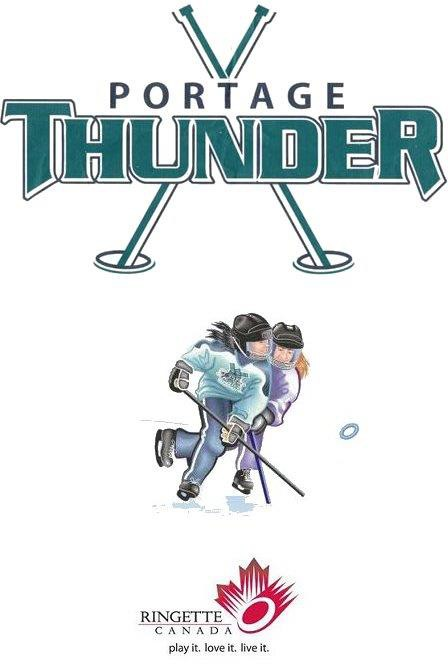 PORTAGE
THUNDER
RINGETTE
CANADA
play it. love it. live it.